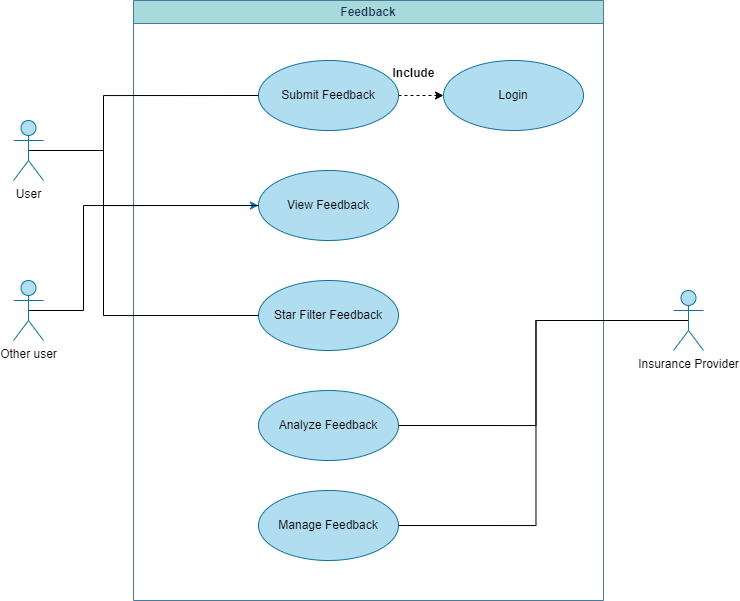 Feedback
Include
Submit Feedback
Login
User
View Feedback
Star Filter Feedback
Other user
Insurance Provider
Analyze Feedback
Manage Feedback